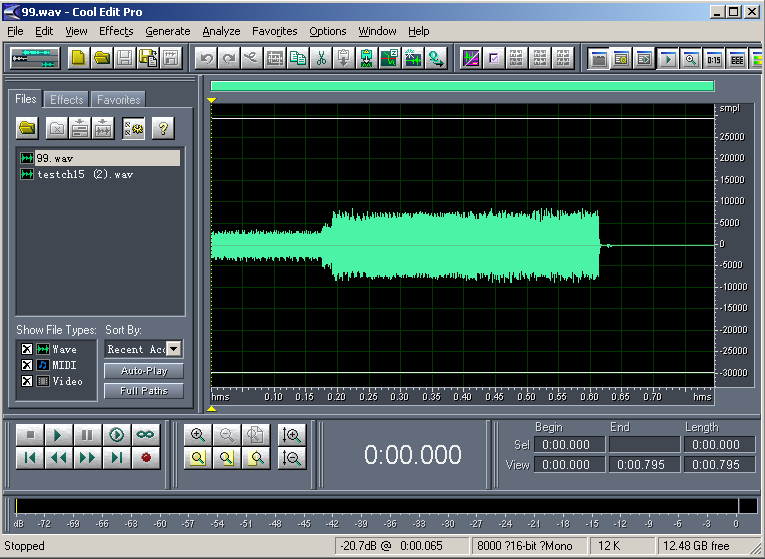 99.wav - Cool Edit Pro
File Edit View Effects Generate Analyze Favorites Options Window Help
0:15
Files Effects Favorites
?
99.wav
testch15 (2).wav
Show File Types: Sort By:
Wave Recent Acc
MIDI Auto-Play
Video Full Paths
smpl
25000
20000
15000
10000
5000
0
-5000
-10000
-15000
-20000
-25000
-30000
hms 0.05 0.10 0.15 0.20 0.25 0.30 0.35 0.40 0.45 0.50 0.55 0.60 0.65 0.70 hms
0:00.000
Begin End Length
Sel 0:00.000 0:00.000
View 0:00.000 0:00.795 0:00.795
dB -72 -69 -66 -63 -60 -57 -54 -51 -48 -45 -42 -39 -36 -33 -30 -27 -24 -21 -18 -15 -12 -9 -6 -3 0
Stopped -20.7dB @ 0:00.065 8000 ?16-bit ?Mono 12 K 12.48 GB free